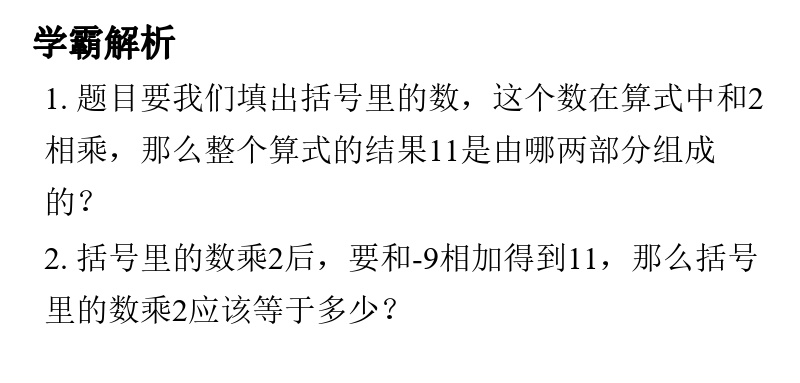 学霸解析
1. 题目要我们填出括号里的数，这个数在算式中和2
相乘，那么整个算式的结果11是由哪两部分组成
的？
2. 括号里的数乘2后，要和-9相加得到11，那么括号
里的数乘2应该等于多少？